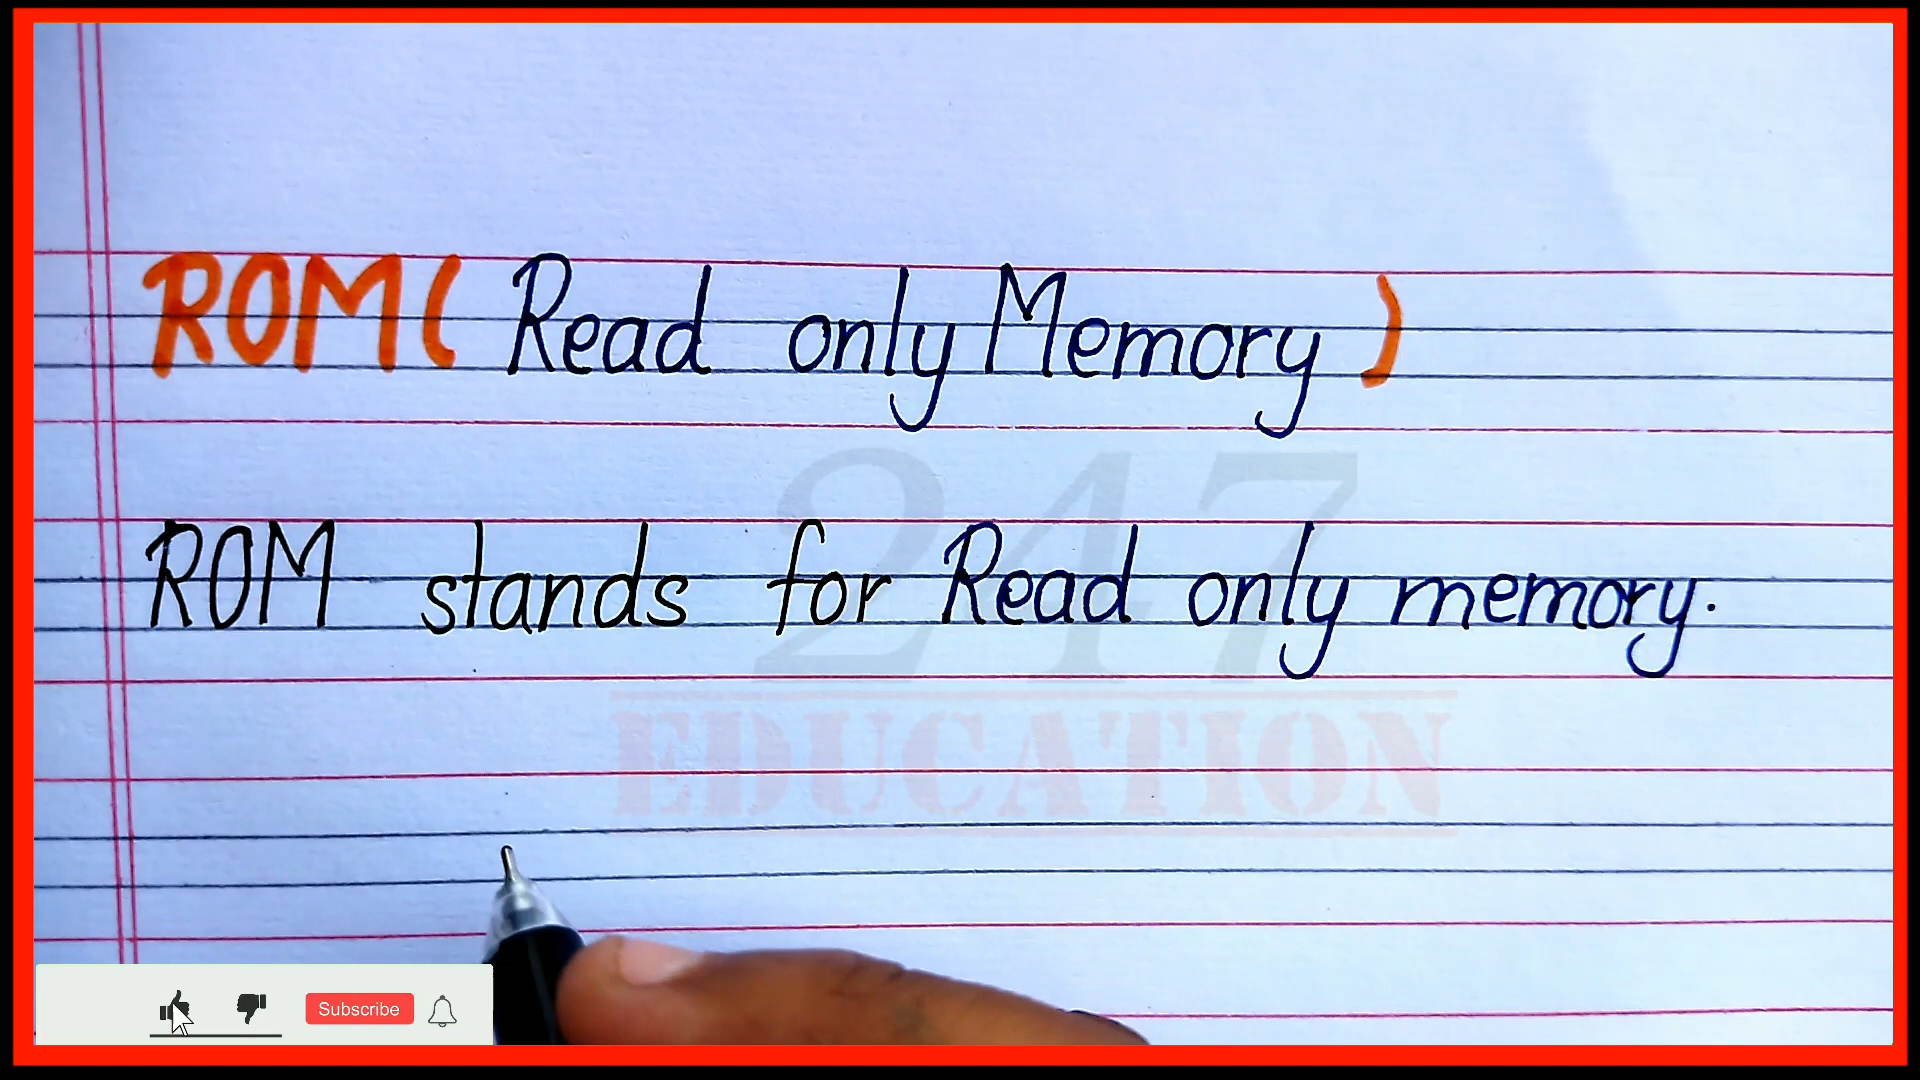 ROM( Read only Memory )
ROM stands for Read only memory.
247
EDUCATION
Subscribe